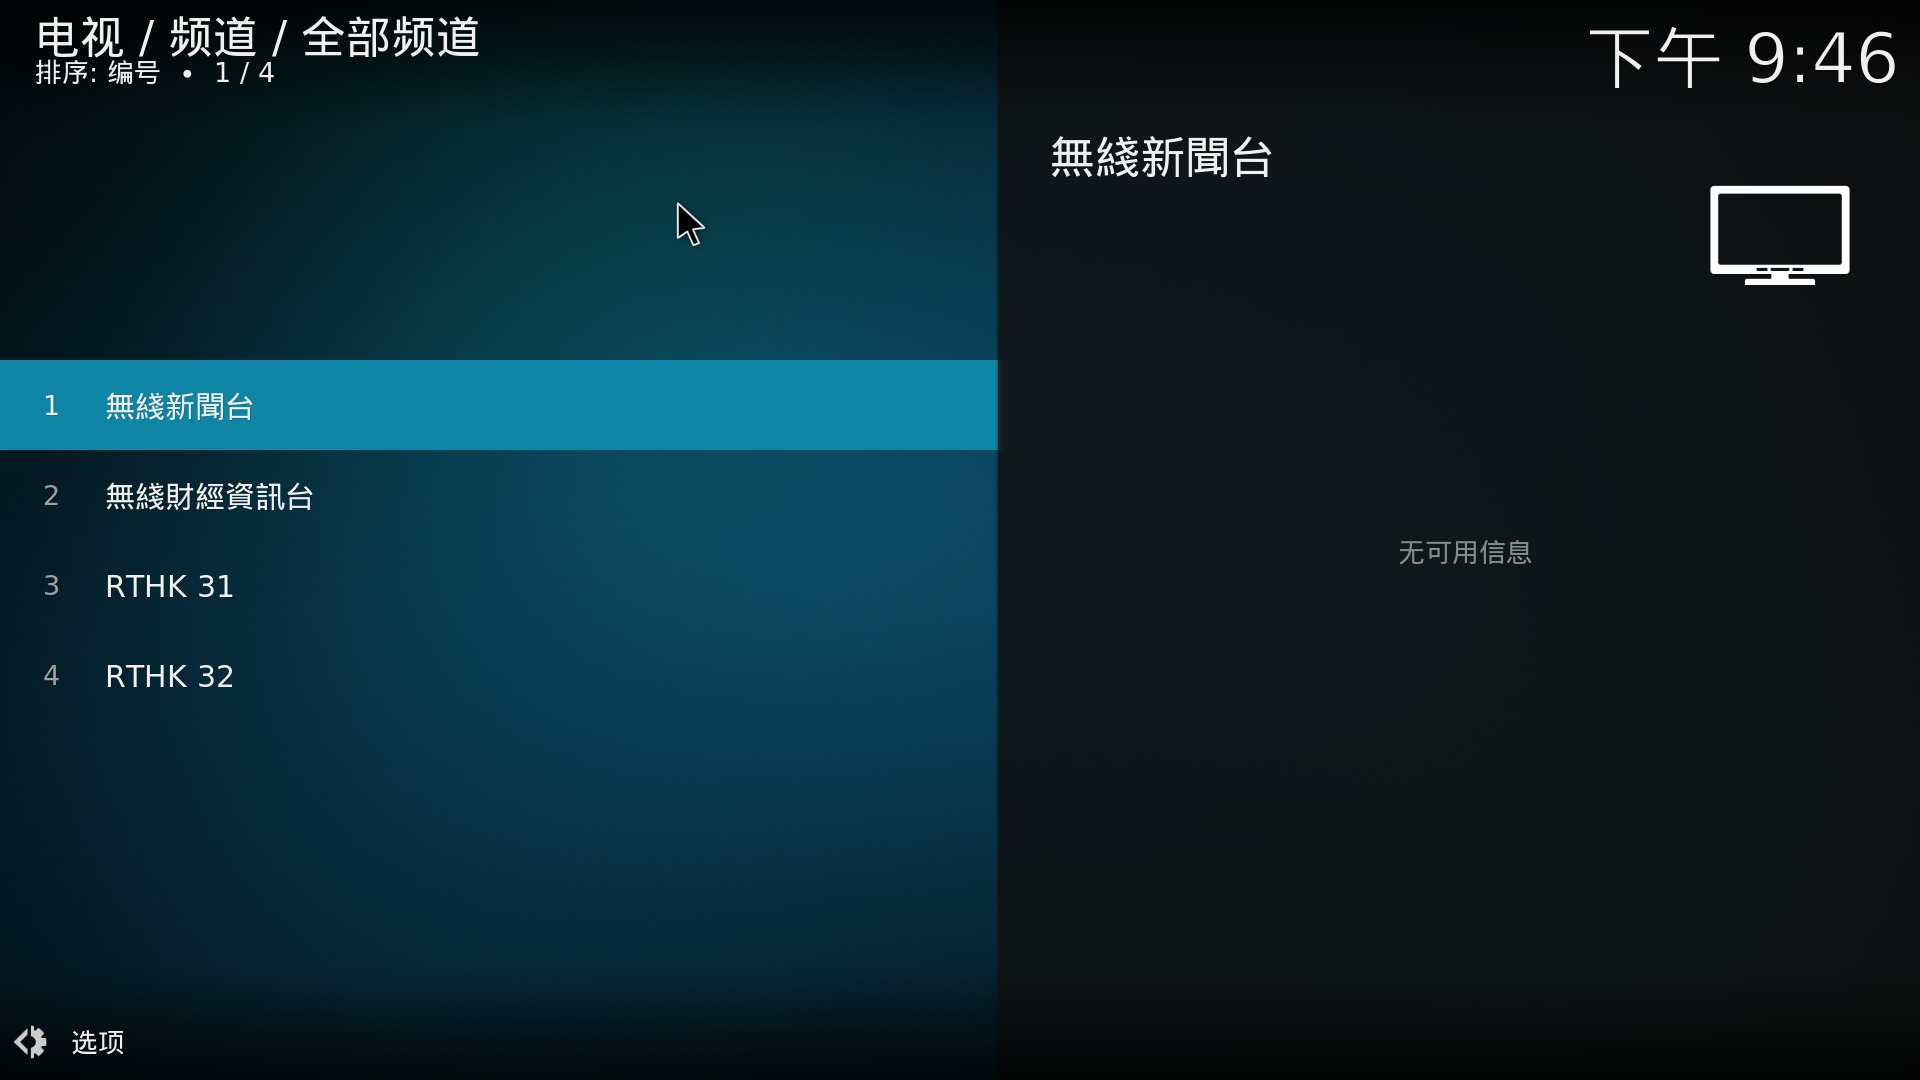 电视 / 频道 / 全部频道
排序: 编号 • 1 / 4
下午 9:46
無綫新聞台
1 無綫新聞台
2 無綫財經資訊台
3 RTHK 31
4 RTHK 32
无可用信息
选项